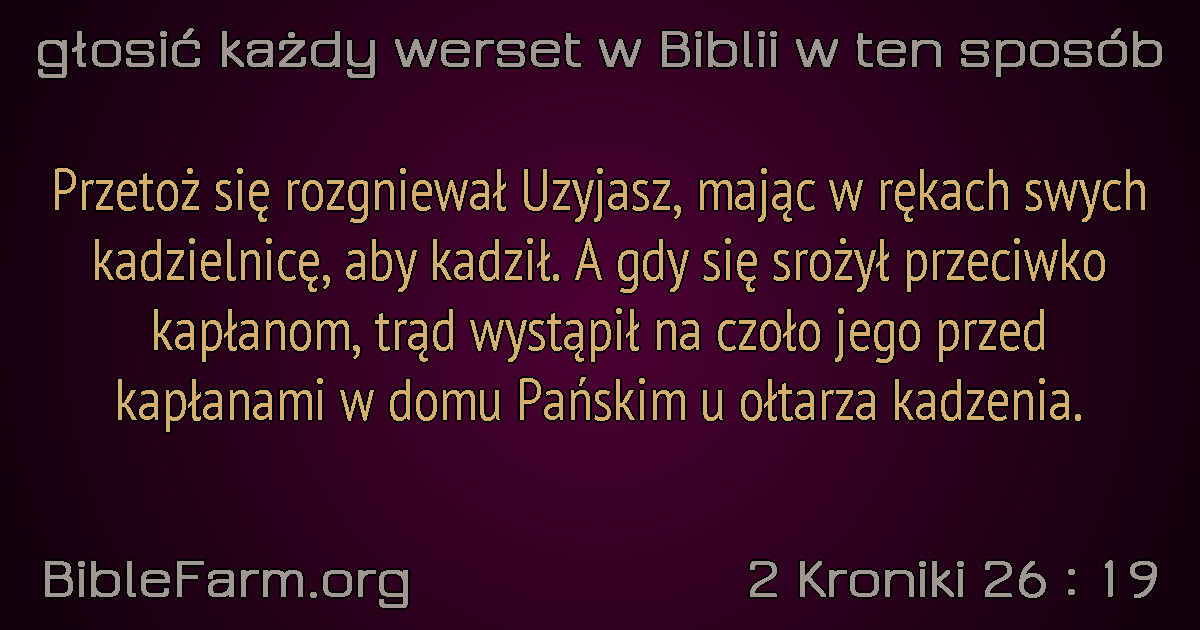 głosić każdy werset w Biblii w ten sposób
Przetoż się rozgniewał Uzyjasz, mając w rękach swych
kadzielnicę, aby kadził. A gdy się srożył przeciwko
kapłanom, trąd wystąpił na czoło jego przed
kapłanami w domu Pańskim u ołtarza kadzenia.
BibleFarm.org
2 Kroniki 26 : 19